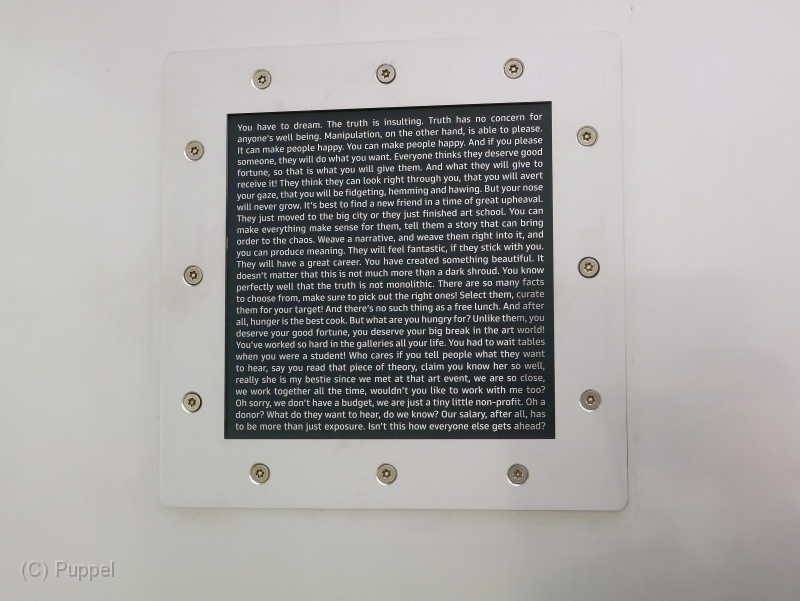 You have to dream. The truth is insulting. Truth has no concern for
anyone's well being. Manipulation, on the other hand, is able to please.
It can make people happy. You can make people happy. And if you please
someone, they will do what you want. Everyone thinks they deserve good
fortune, so that is what you will give them. And what they will give to
receive it! They think they can look right through you, that you will avert
your gaze, that you will be fidgeting, hemming and hawing. But your nose
will never grow. It's best to find a new friend in a time of great upheaval.
They just moved to the big city or they just finished art school. You can
make everything make sense for them, tell them a story that can bring
order to the chaos. Weave a narrative, and weave them right into it, and
you can produce meaning. They will feel fantastic, if they stick with you.
They will have a great career. You have created something beautiful. It
doesn't matter that this is not much more than a dark shroud. You know
perfectly well that the truth is not monolithic. There are so many facts
to choose from, make sure to pick out the right ones! Select them, curate
them for your target! And there's no such thing as a free lunch. And after
all, hunger is the best cook. But what are you hungry for? Unlike them, you
deserve your good fortune, you deserve your big break in the art world!
You've worked so hard in the galleries all your life. You had to wait tables
when you were a student! Who cares if you tell people what they want
to hear, say you read that piece of theory, claim you know her so well,
really she is my bestie since we met at that art event, we are so close,
we work together all the time, wouldn't you like to work with me too?
Oh sorry, we don't have a budget, we are just a tiny little non-profit. Oh a
donor? What do they want to hear, do we know? Our salary, after all, has
to be more than just exposure. Isn't this how everyone else gets ahead?
(C) Puppel